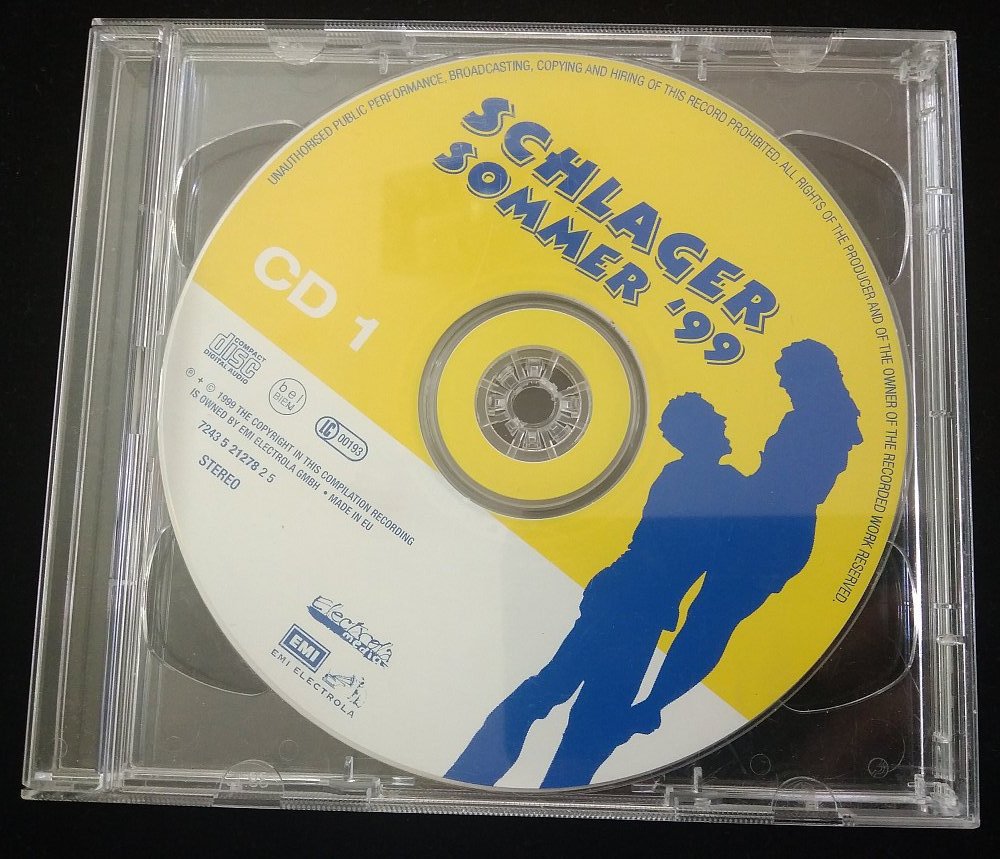 UNAUTHORISED PUBLIC PERFORMANCE, BROADCASTING, COPYING AND HIRING OF THIS RECORD PROHIBITED. ALL RIGHTS OF THE PRODUCER AND OF THE OWNER OF THE RECORDED WORK RESERVED.
SCHLAGER
SOMMER '99
CD 1
COMPACT
disc
DIGITAL AUDIO
bel
BIEM
LC 00193
℗ + © 1999 THE COPYRIGHT IN THIS COMPILATION RECORDING
IS OWNED BY EMI ELECTROLA GMBH • MADE IN EU
7243 5 21278 2 5
STEREO
Electrola
media
EMI
EMI ELECTROLA